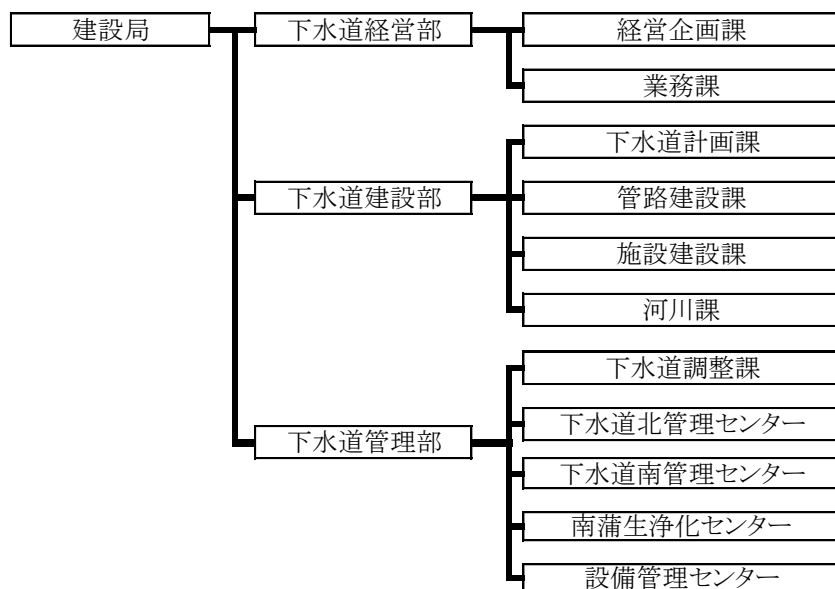 建設局
下水道経営部
経営企画課
業務課
下水道建設部
下水道計画課
管路建設課
施設建設課
河川課
下水道管理部
下水道調整課
下水道北管理センター
下水道南管理センター
南蒲生浄化センター
設備管理センター